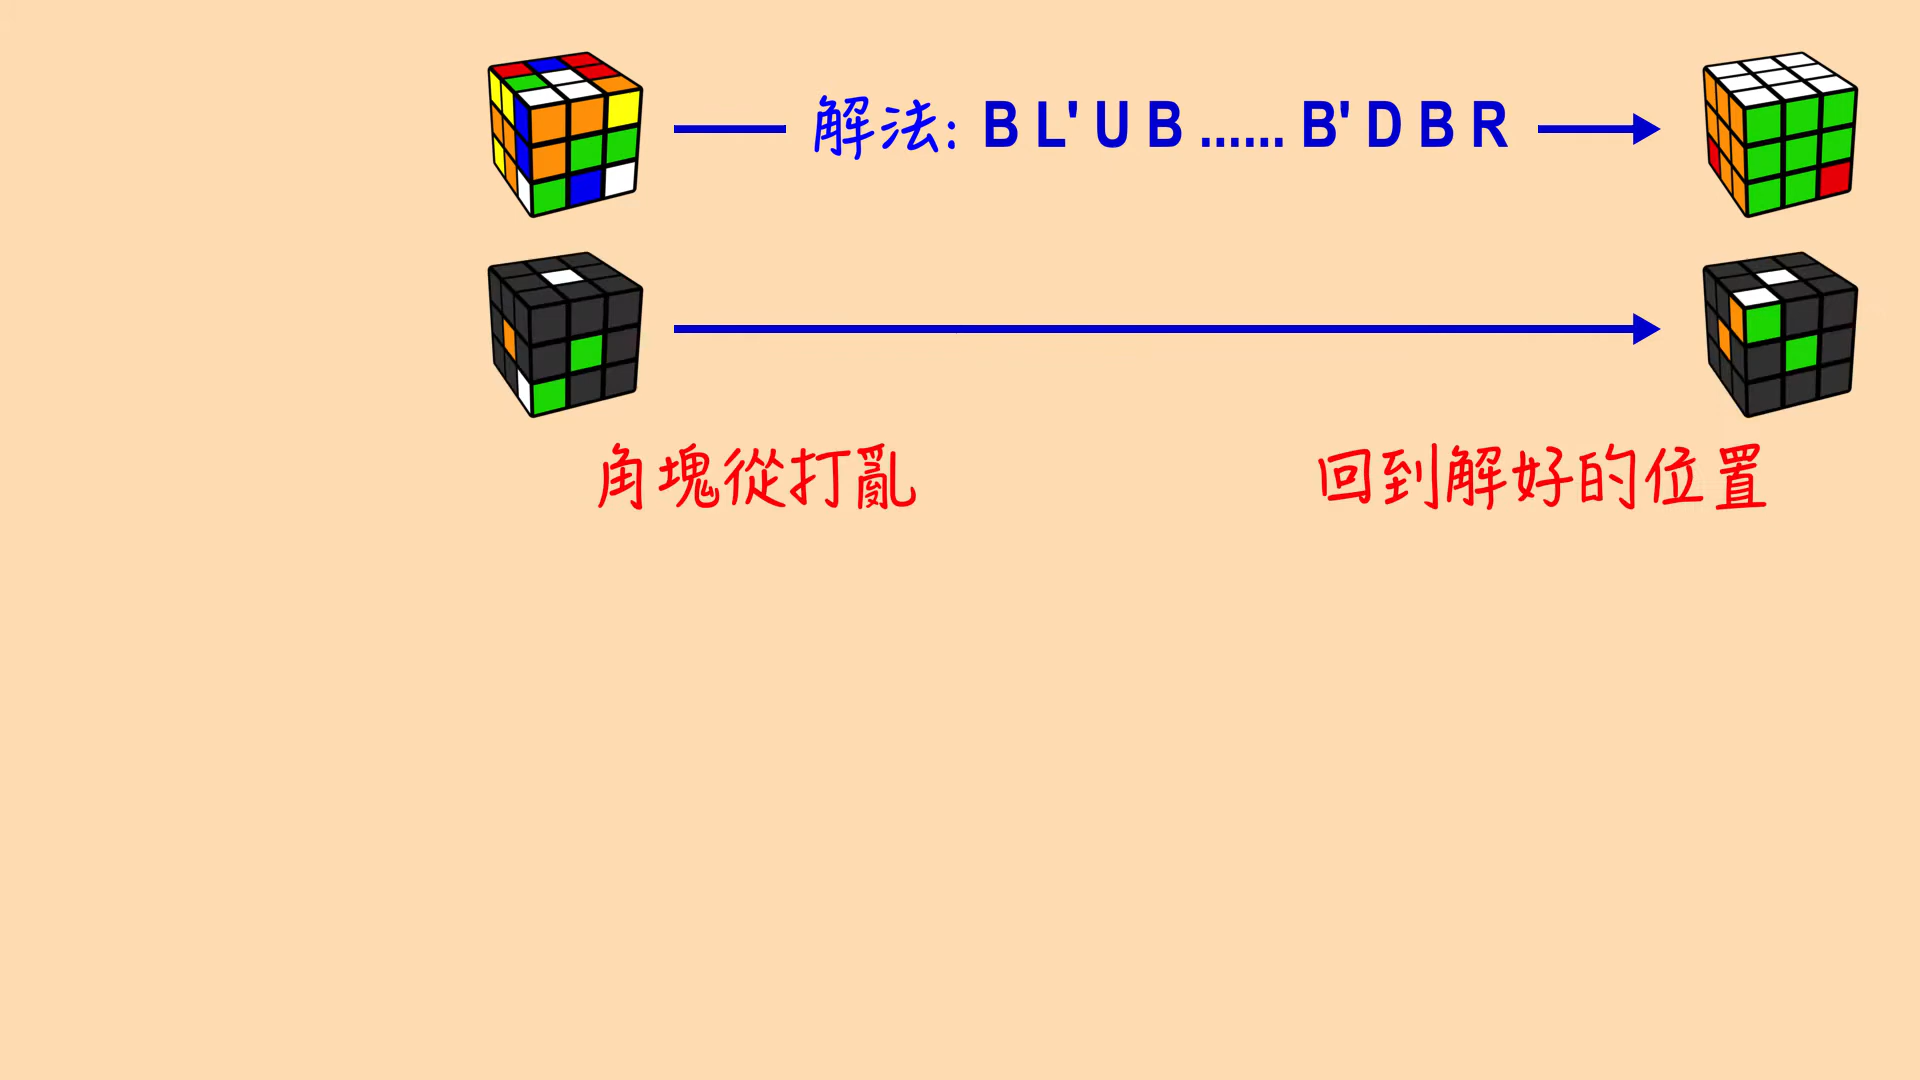 解法: B L' U B ...... B' D B R
角塊從打亂 回到解好的位置